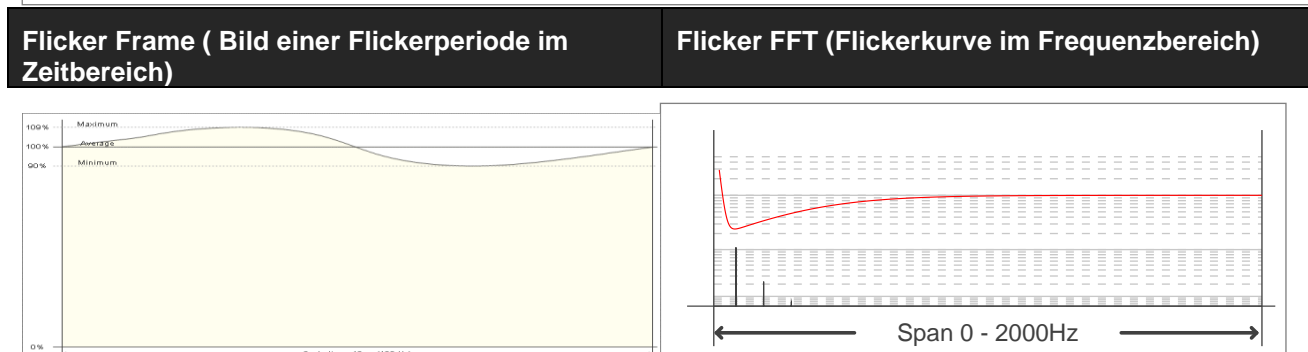 Flicker Frame ( Bild einer Flickerperiode im
Zeitbereich)
Flicker FFT (Flickerkurve im Frequenzbereich)
109%
Maximum
100%
Average
90%
Minimum
0%
Span 0 - 2000Hz